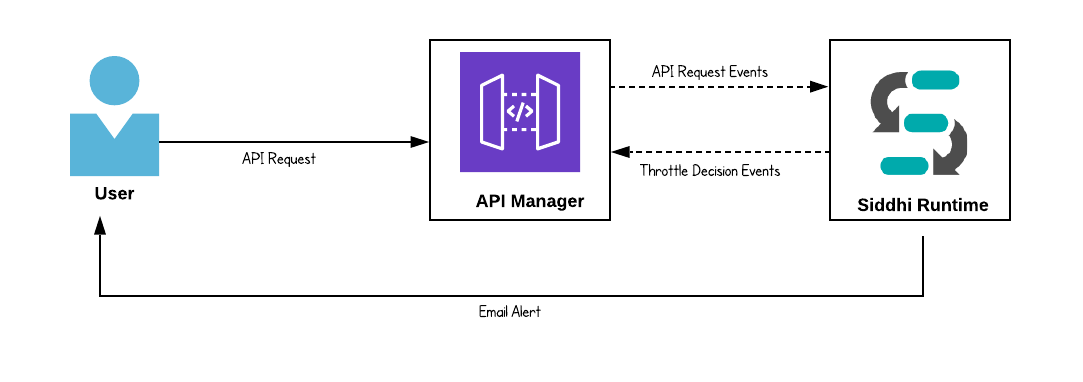 API Request Events
API Request
Throttle Decision Events
User
API Manager
Siddhi Runtime
Email Alert